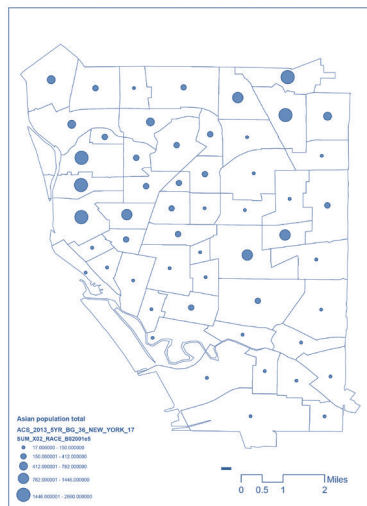 Asian population total
ACS_2013_5YR_BG_36_NEW_YORK_17
SUM_X02_RACE_B02001e5
17.000000 - 150.000000
150.000001 - 412.000000
412.000001 - 782.000000
782.000001 - 1446.000000
1446.000001 - 2690.000000
Miles
0 0.5 1 2